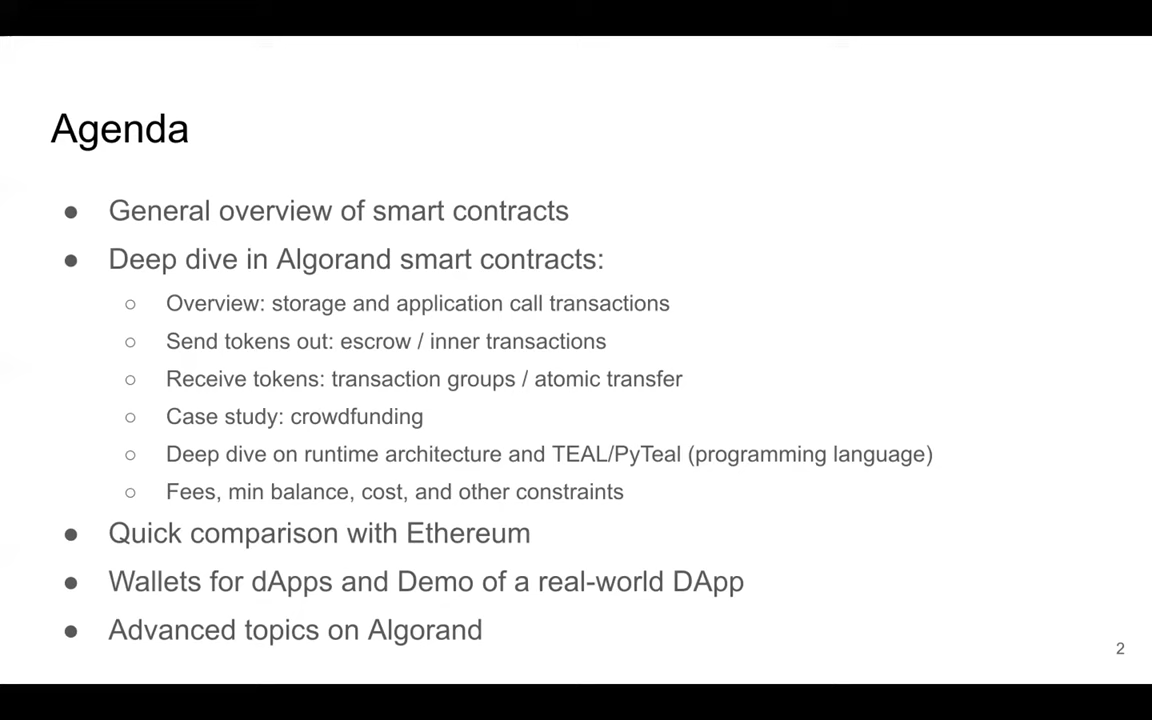 Agenda
● General overview of smart contracts
● Deep dive in Algorand smart contracts:
○ Overview: storage and application call transactions
○ Send tokens out: escrow / inner transactions
○ Receive tokens: transaction groups / atomic transfer
○ Case study: crowdfunding
○ Deep dive on runtime architecture and TEAL/PyTeal (programming language)
○ Fees, min balance, cost, and other constraints
● Quick comparison with Ethereum
● Wallets for dApps and Demo of a real-world DApp
● Advanced topics on Algorand
2